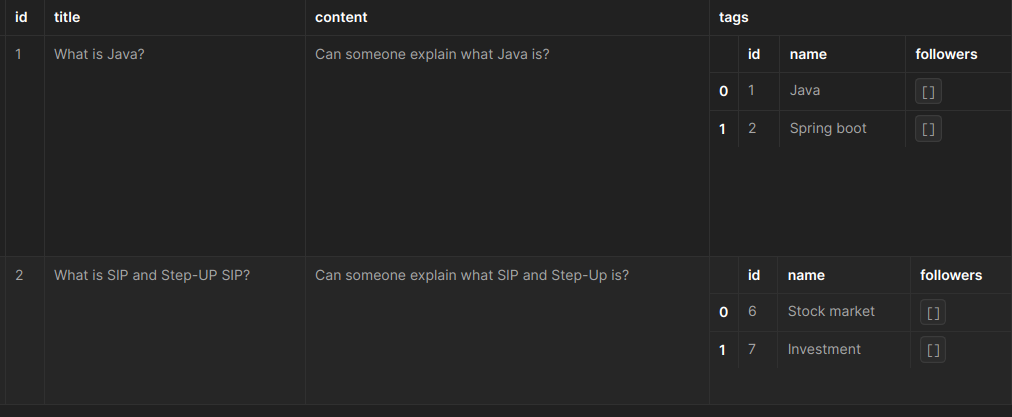 id title content tags
1 What is Java? Can someone explain what Java is? id name followers
0 1 Java []
1 2 Spring boot []
2 What is SIP and Step-UP SIP? Can someone explain what SIP and Step-Up is? id name followers
0 6 Stock market []
1 7 Investment []